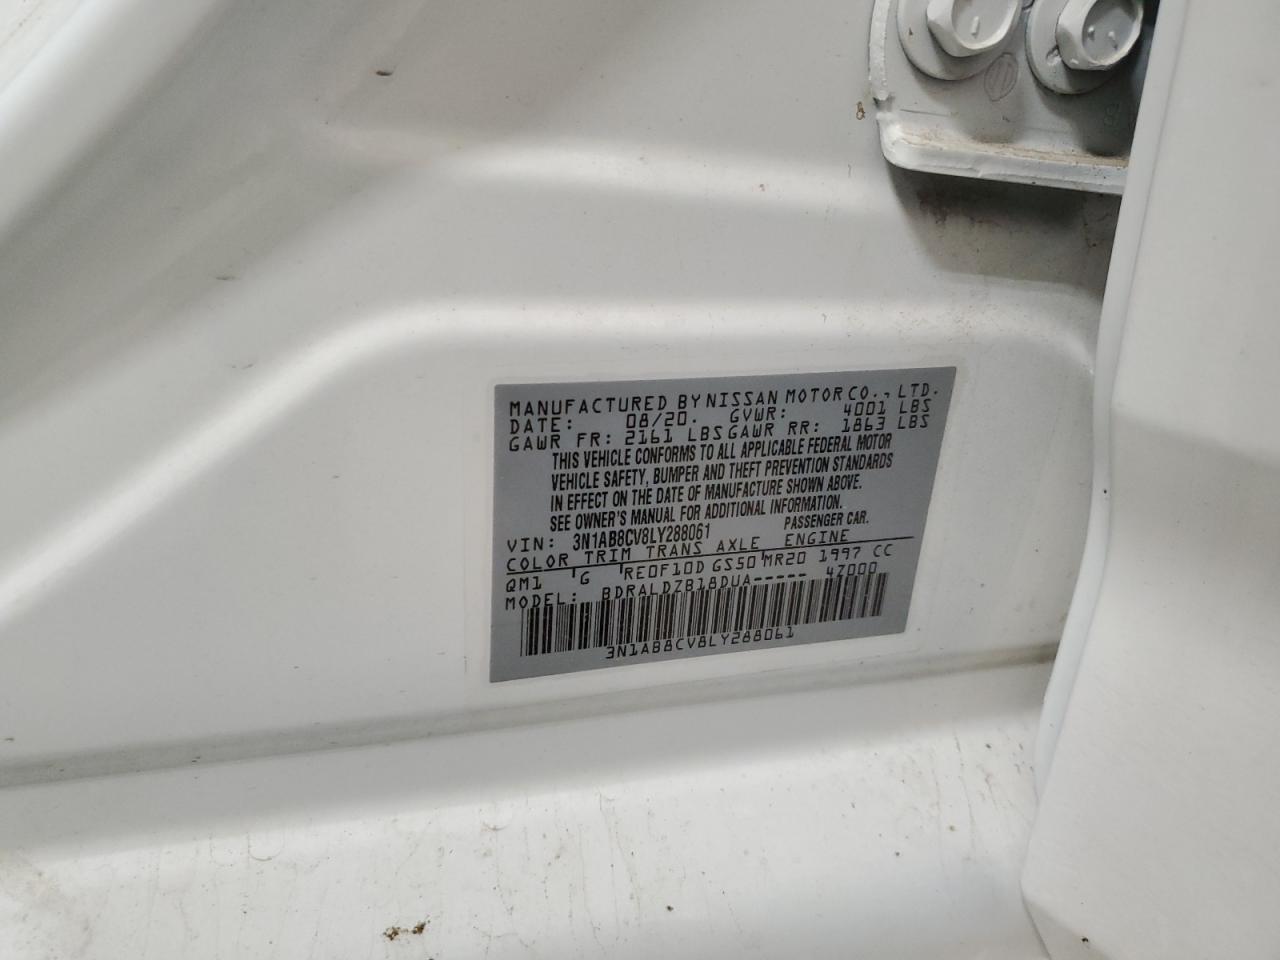 MANUFACTURED BY NISSAN MOTOR CO., LTD.
DATE: 08/20. GVWR: 4001 LBS
GAWR FR: 2161 LBS GAWR RR: 1863 LBS
THIS VEHICLE CONFORMS TO ALL APPLICABLE FEDERAL MOTOR
VEHICLE SAFETY, BUMPER AND THEFT PREVENTION STANDARDS
IN EFFECT ON THE DATE OF MANUFACTURE SHOWN ABOVE.
SEE OWNER'S MANUAL FOR ADDITIONAL INFORMATION.
VIN: 3N1AB8CV8LY288061 PASSENGER CAR.
COLOR TRIM TRANS AXLE ENGINE
QM1 G RE0F10D GS50 MR20 1997 CC
MODEL: BDRALDZB18DUA----- 4Z000
3N1AB8CV8LY288061